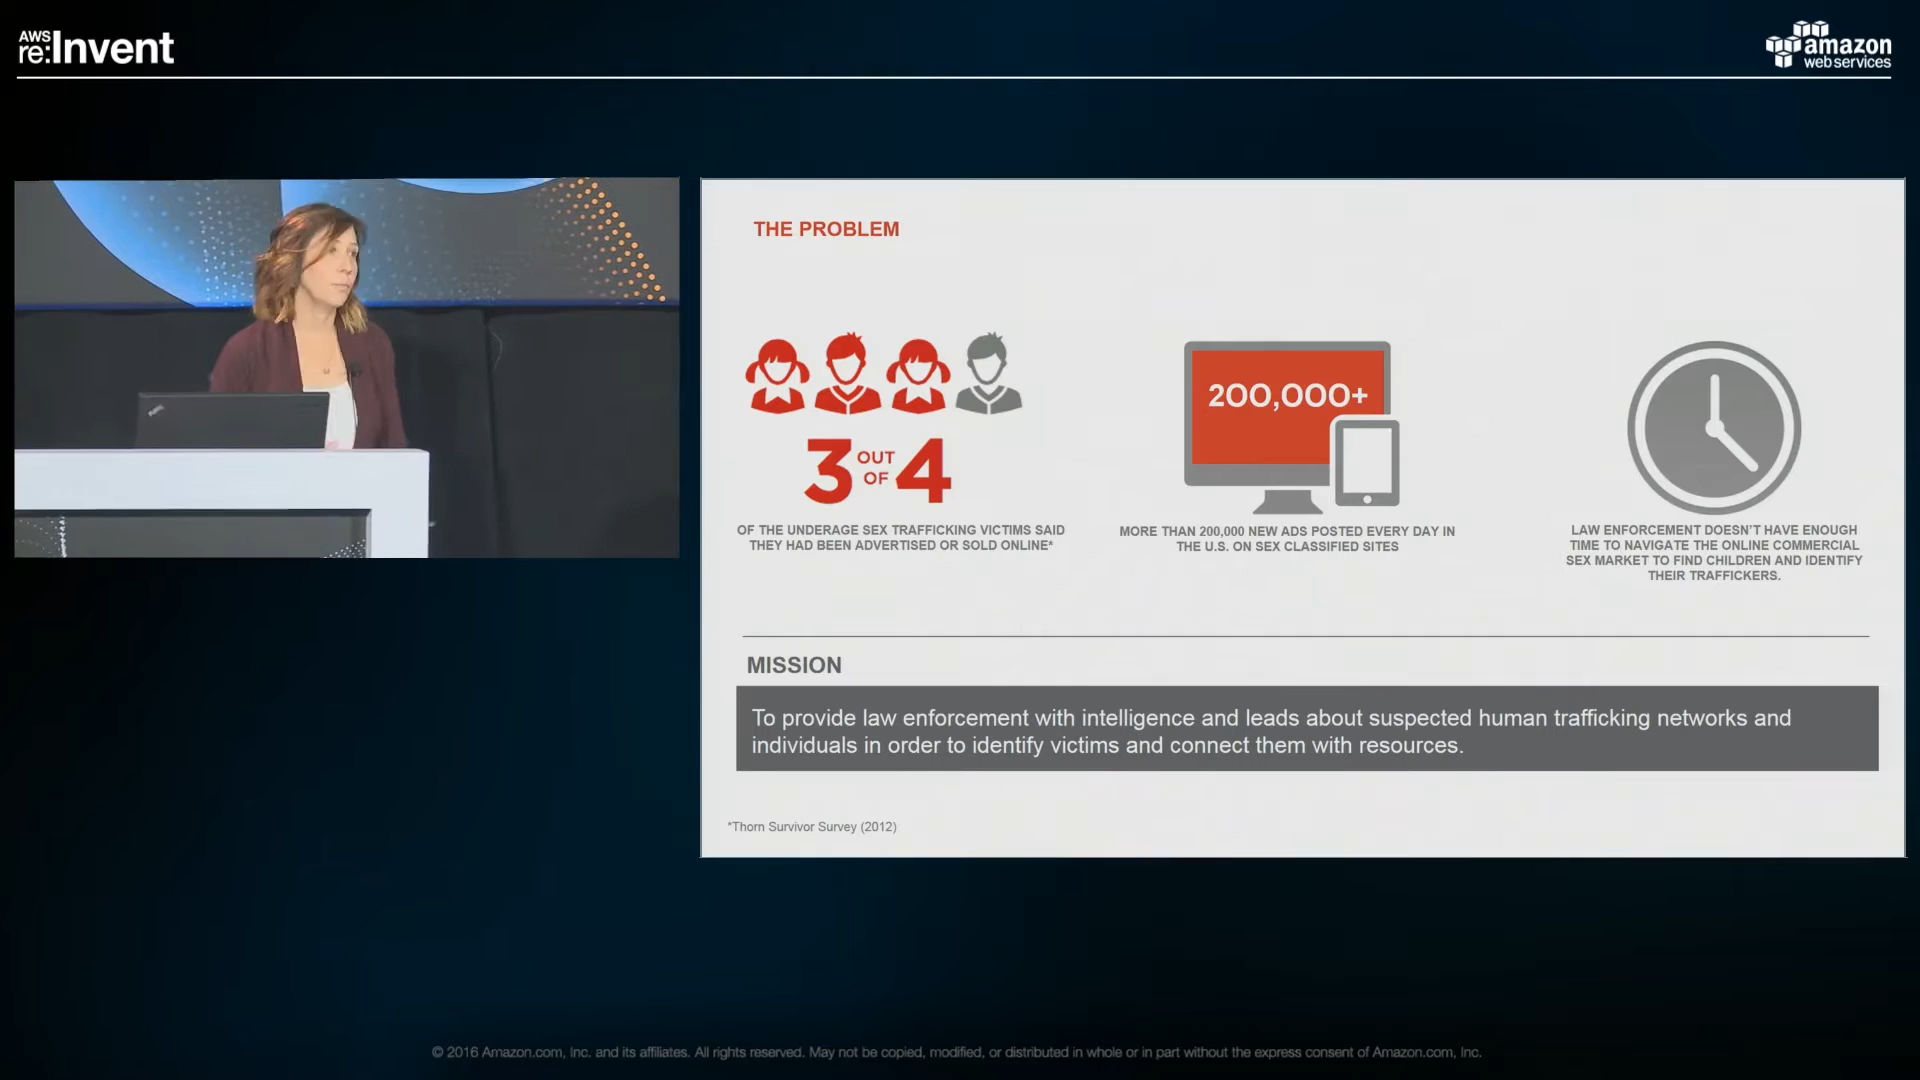 AWS
re:Invent
amazon
web services
THE PROBLEM
3 OUT OF 4
OF THE UNDERAGE SEX TRAFFICKING VICTIMS SAID
THEY HAD BEEN ADVERTISED OR SOLD ONLINE*
200,000+
MORE THAN 200,000 NEW ADS POSTED EVERY DAY IN
THE U.S. ON SEX CLASSIFIED SITES
LAW ENFORCEMENT DOESN'T HAVE ENOUGH
TIME TO NAVIGATE THE ONLINE COMMERCIAL
SEX MARKET TO FIND CHILDREN AND IDENTIFY
THEIR TRAFFICKERS.
MISSION
To provide law enforcement with intelligence and leads about suspected human trafficking networks and
individuals in order to identify victims and connect them with resources.
*Thorn Survivor Survey (2012)
© 2016 Amazon.com, Inc. and its affiliates. All rights reserved. May not be copied, modified, or distributed in whole or in part without the express consent of Amazon.com, Inc.